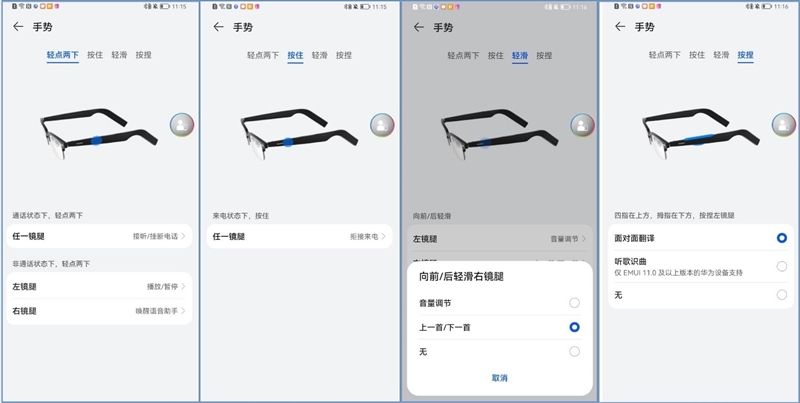 11:15
手势
轻点两下 按住 轻滑 按捏
通话状态下，轻点两下
任一镜腿 接听/挂断电话
非通话状态下，轻点两下
左镜腿 播放/暂停
右镜腿 唤醒语音助手
11:15
手势
轻点两下 按住 轻滑 按捏
来电状态下，按住
任一镜腿 拒接来电
11:16
手势
轻点两下 按住 轻滑 按捏
向前/后轻滑
左镜腿 音量调节
向前/后轻滑右镜腿
音量调节
上一首/下一首
无
取消
11:16
手势
轻点两下 按住 轻滑 按捏
四指在上方，拇指在下方，按捏左镜腿
面对面翻译
听歌识曲
仅 EMUI 11.0 及以上版本的华为设备支持
无